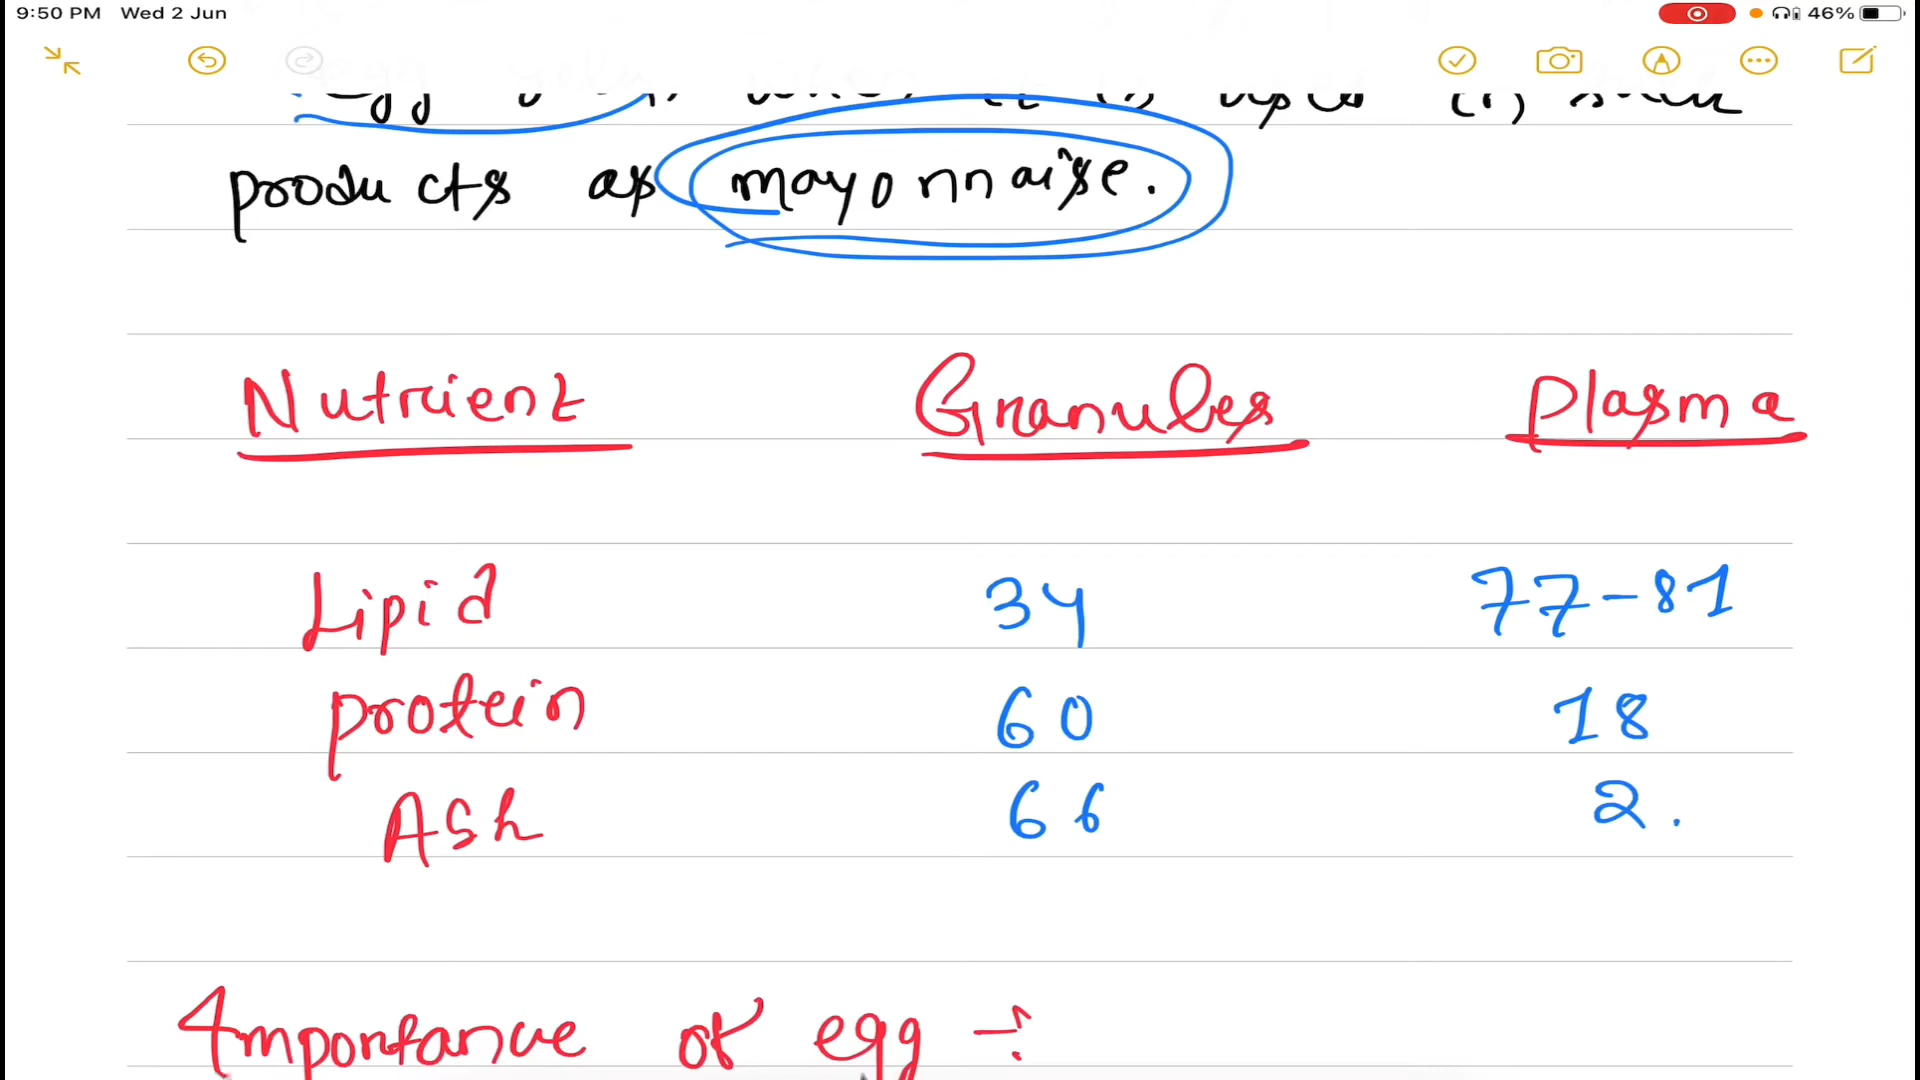 9:50 PM Wed 2 Jun 46%
egg
products as mayonnaise.
Nutrient Granules Plasma
Lipid 34 77-81
protein 60 18
Ash 66 2.
Importance of egg ÷